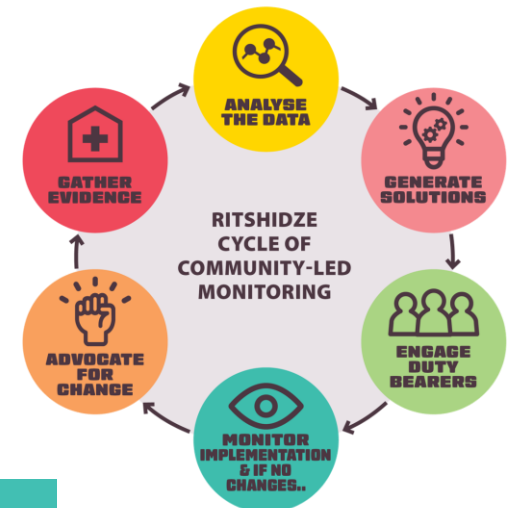 ANALYSE
THE DATA
GENERATE
SOLUTIONS
ENGAGE
DUTY
BEARERS
MONITOR
IMPLEMENTATION
& IF NO
CHANGES..
ADVOCATE
FOR
CHANGE
GATHER
EVIDENCE
RITSHIDZE
CYCLE OF
COMMUNITY-LED
MONITORING